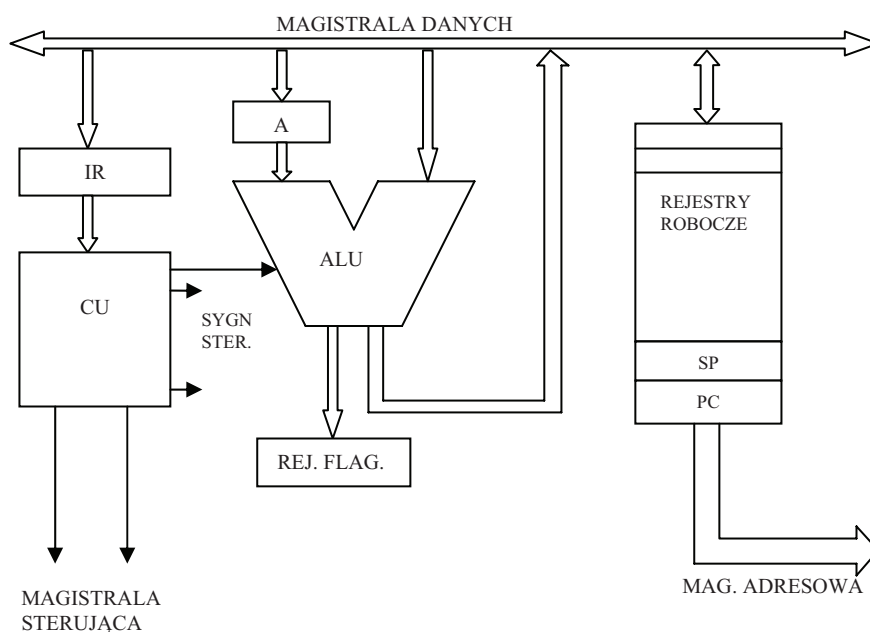 MAGISTRALA DANYCH
A
IR
REJESTRY
ROBOCZE
ALU
CU
SYGN
STER.
SP
PC
REJ. FLAG.
MAG. ADRESOWA
MAGISTRALA
STERUJĄCA